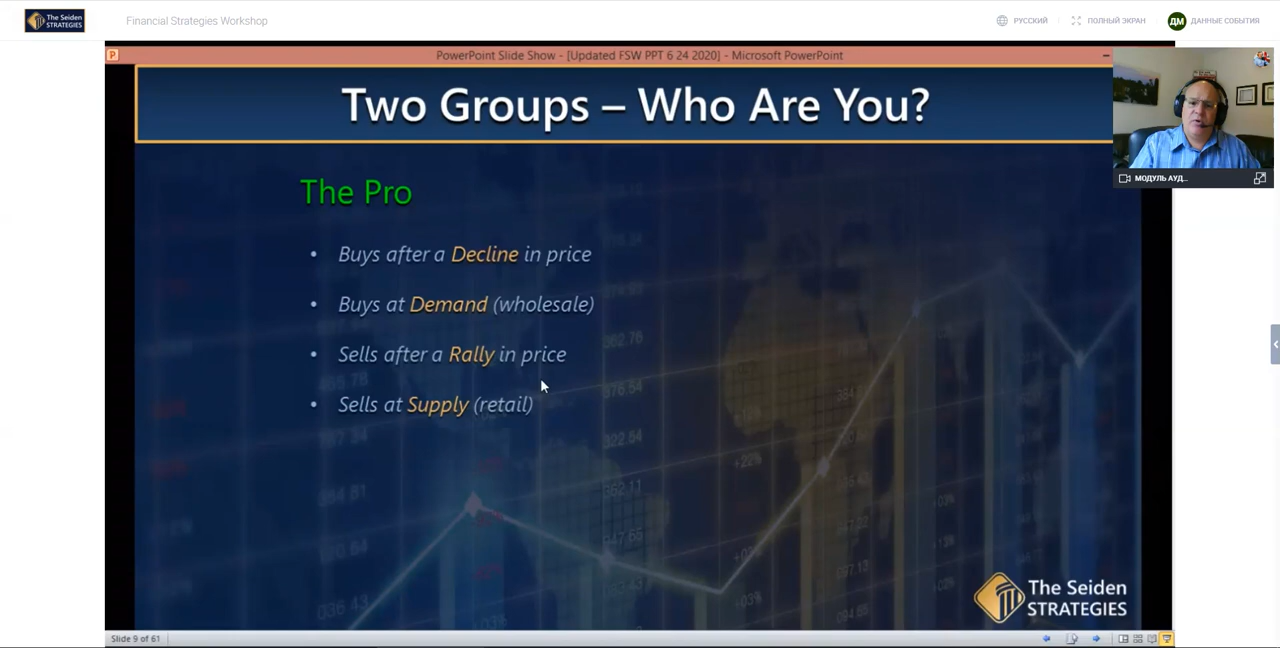 The Seiden
STRATEGIES
Financial Strategies Workshop
РУССКИЙ
ПОЛНЫЙ ЭКРАН
ДМ
ДАННЫЕ СОБЫТИЯ
PowerPoint Slide Show - [Updated FSW PPT 6 24 2020] - Microsoft PowerPoint
Two Groups – Who Are You?
МОДУЛЬ АУД...
The Pro
• Buys after a Decline in price
• Buys at Demand (wholesale)
• Sells after a Rally in price
• Sells at Supply (retail)
The Seiden
STRATEGIES
Slide 9 of 61